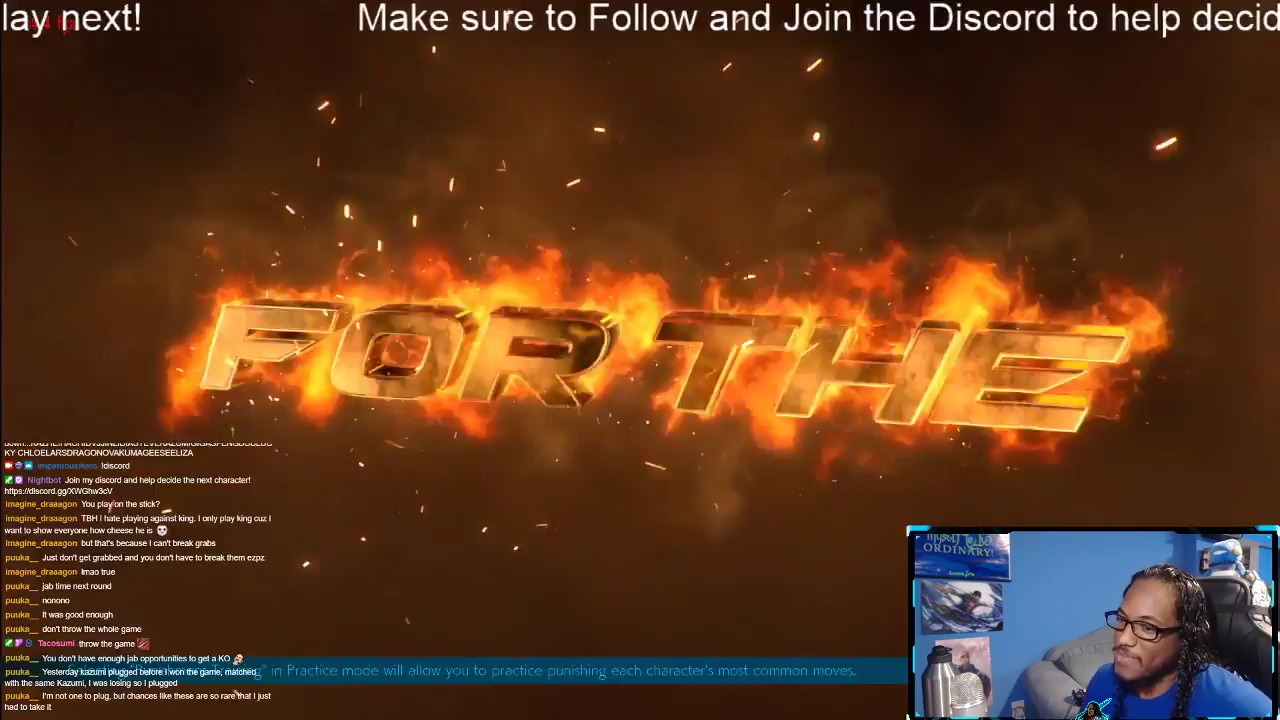 lay next! Make sure to Follow and Join the Discord to help decid
FOR THE
KY CHLOELARSDRAGONOVAKUMAGEESEELIZA
ImpetuousHero !discord
Nightbot Join my discord and help decide the next character!
https://discord.gg/XWGhw3cV
imagine_draaagon You play on the stick?
imagine_draaagon TBH I hate playing against king. I only play king cuz I
want to show everyone how cheese he is
imagine_draaagon but that's because I can't break grabs
puuka__ Just don't get grabbed and you don't have to break them ezpz
imagine_draaagon lmao true
puuka__ jab time next round
puuka__ nonono
puuka__ It was good enough
puuka__ don't throw the whole game
Tacosumi throw the game
puuka__ You don't have enough jab opportunities to get a KO
puuka__ Yesterday kazumi plugged before I won the game, matched
with the same Kazumi, I was losing so I plugged
puuka__ I'm not one to plug, but chances like these are so rare that I just
had to take it
in Practice mode will allow you to practice punishing each character's most common moves.
ORDINARY!